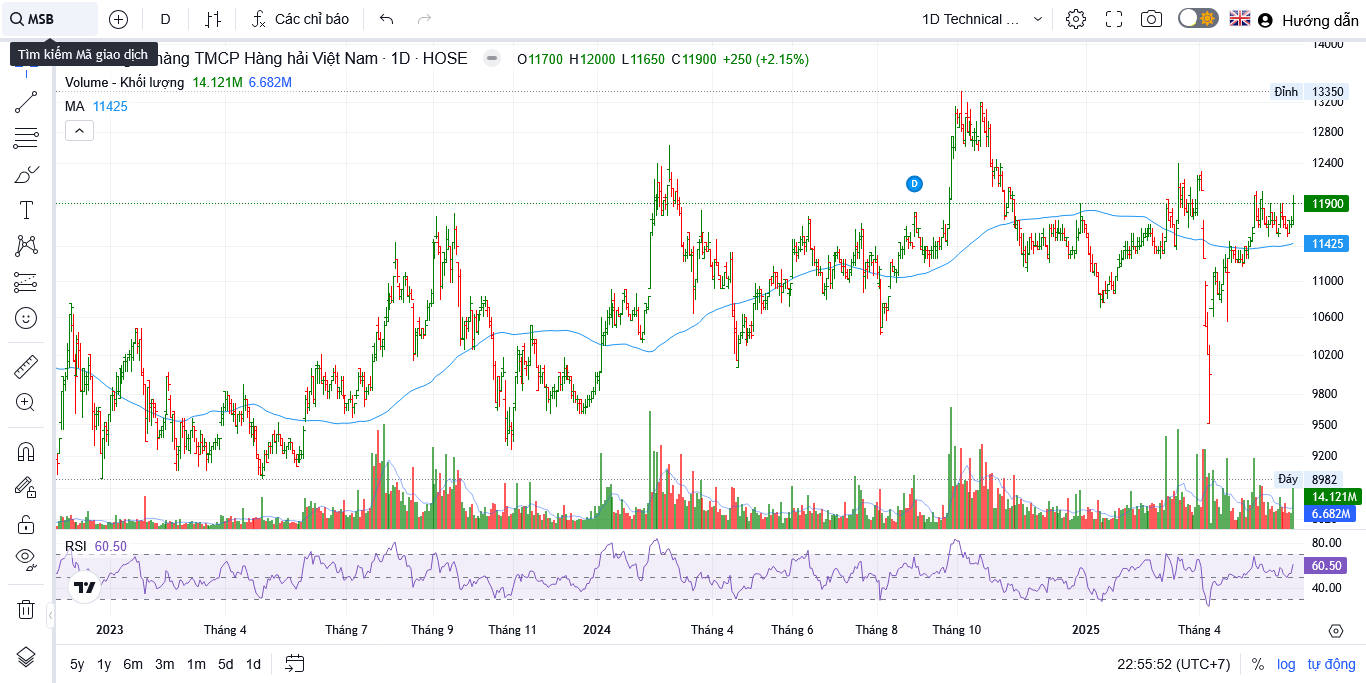 MSB
D
Các chỉ báo
1D Technical ...
Hướng dẫn
Tìm kiếm Mã giao dịch
hàng TMCP Hàng hải Việt Nam · 1D · HOSE
O11700 H12000 L11650 C11900 +250 (+2.15%)
Volume - Khối lượng 14.121M 6.682M
MA 11425
14000
Đỉnh 13350
13200
12800
12400
D
11900
11425
11000
10600
10200
9800
9500
9200
Đáy 8982
14.121M
6.682M
RSI 60.50
80.00
60.50
40.00
2023 Tháng 4 Tháng 7 Tháng 9 Tháng 11 2024 Tháng 4 Tháng 6 Tháng 8 Tháng 10 2025 Tháng 4
5y 1y 6m 3m 1m 5d 1d
22:55:52 (UTC+7) % log tự động